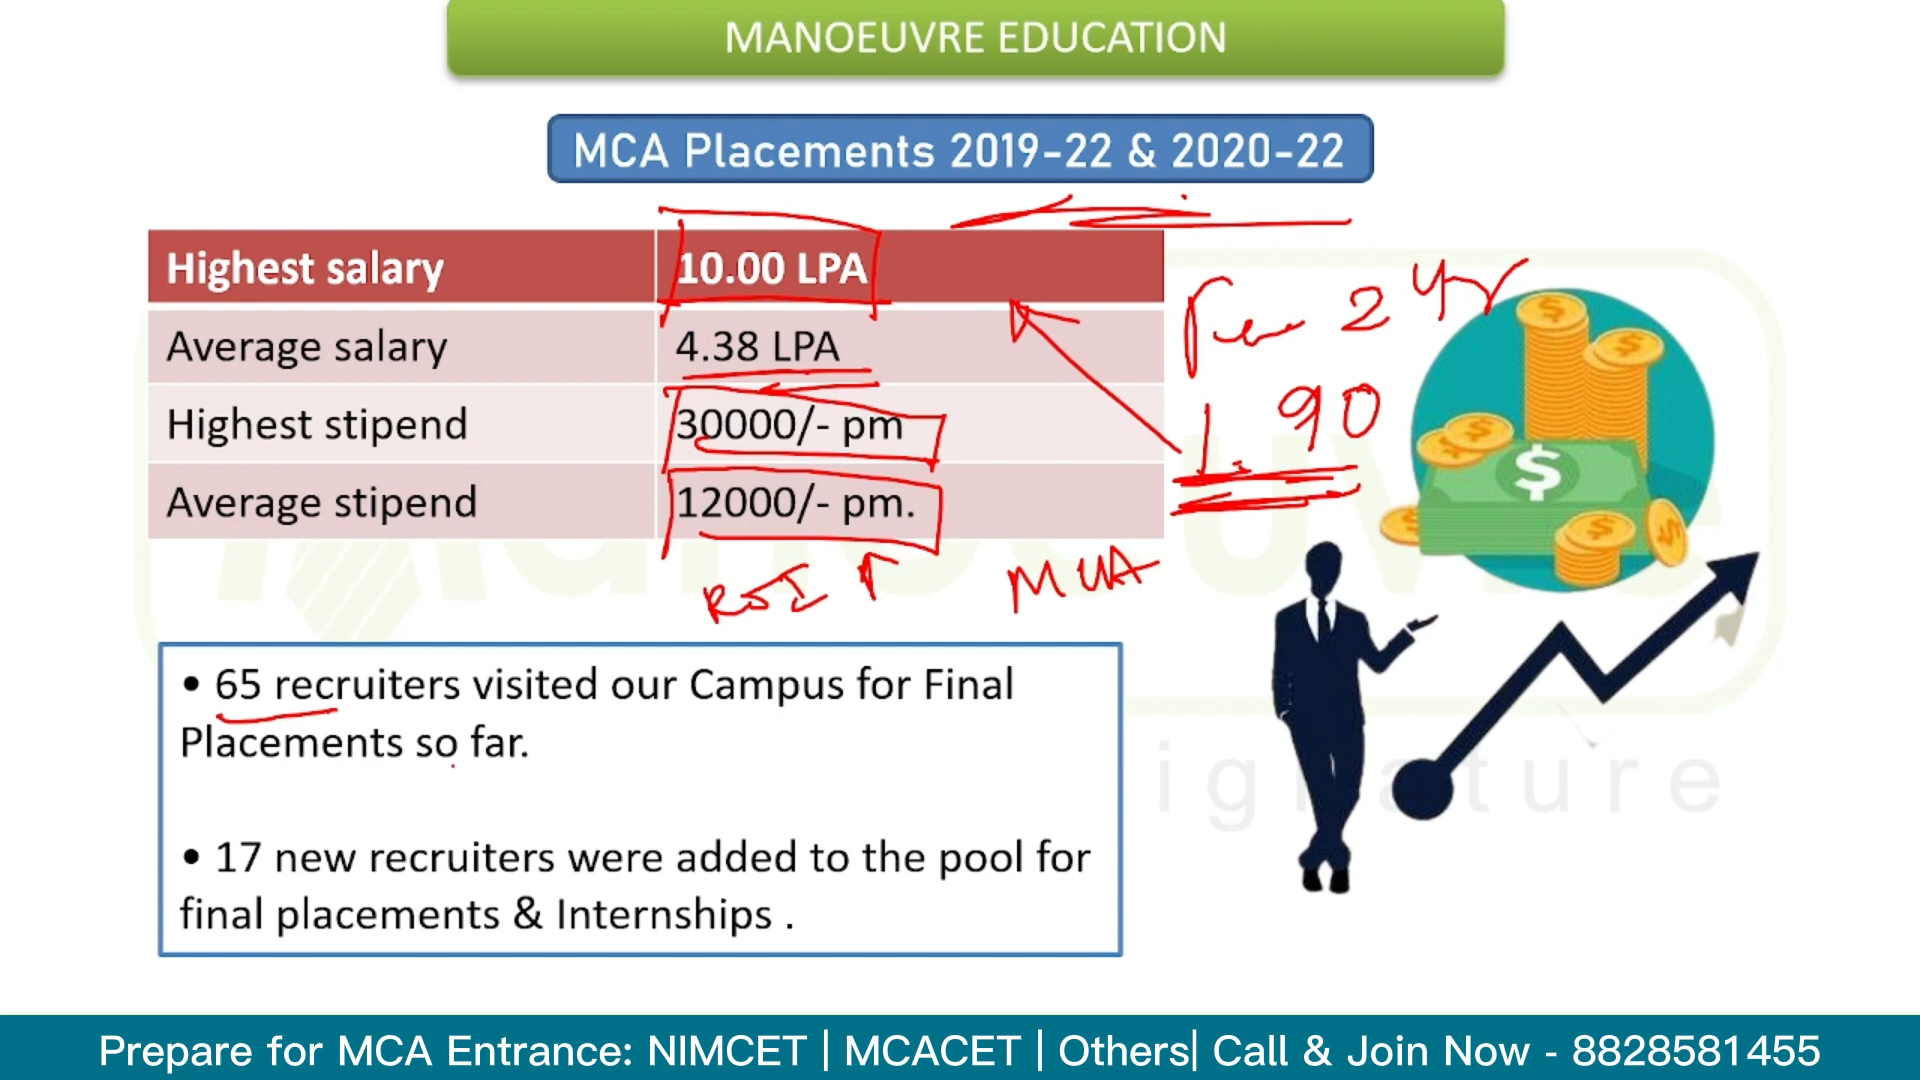 MANOEUVRE EDUCATION
MCA Placements 2019-22 & 2020-22
Highest salary 10.00 LPA
Average salary 4.38 LPA
Highest stipend 30000/- pm
Average stipend 12000/- pm.
2 Yr
1.90
ROI
• 65 recruiters visited our Campus for Final
Placements so far.
• 17 new recruiters were added to the pool for
final placements & Internships .
Prepare for MCA Entrance: NIMCET | MCACET | Others| Call & Join Now - 8828581455